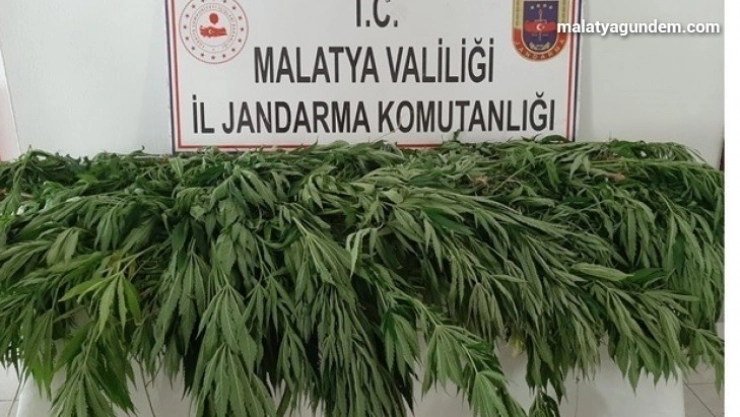 T.C.
malatyagundem.com
MALATYA VALİLİĞİ
İL JANDARMA KOMUTANLIĞI